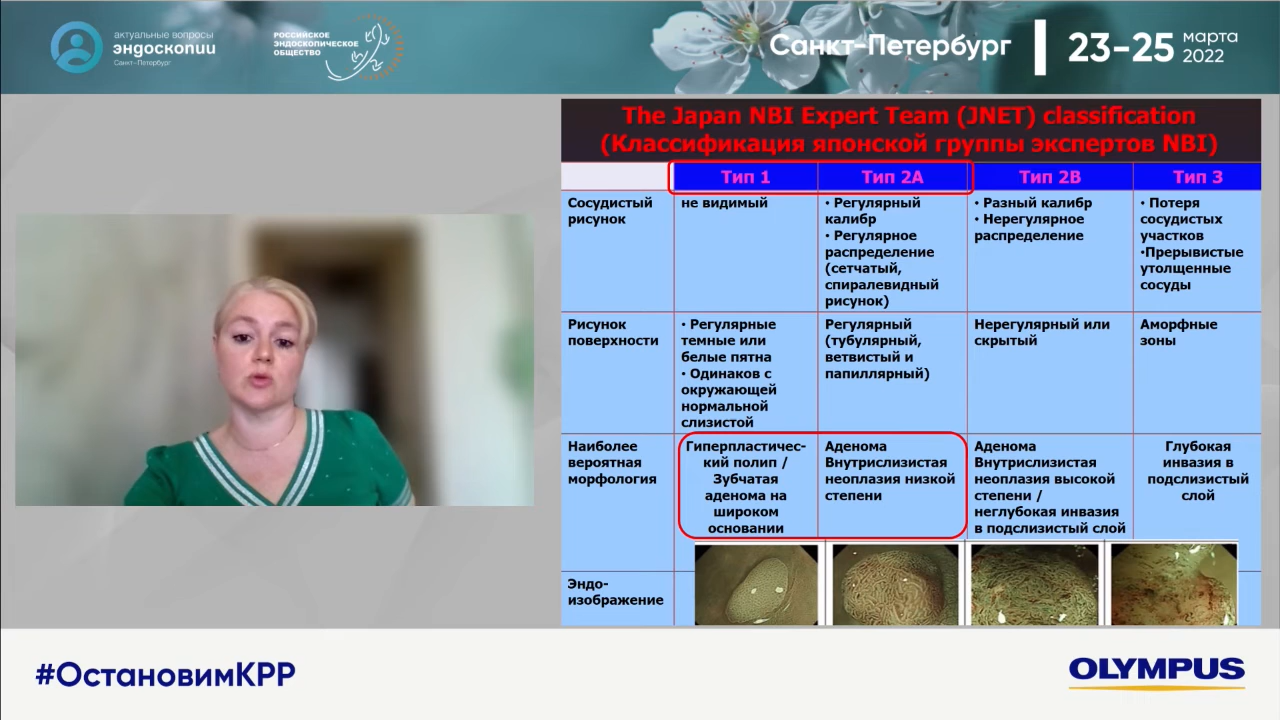 актуальные вопросы
эндоскопии
Санкт-Петербург
РОССИЙСКОЕ
ЭНДОСКОПИЧЕСКОЕ
ОБЩЕСТВО
Санкт-Петербург
23-25
марта
2022
The Japan NBI Expert Team (JNET) classification
(Классификация японской группы экспертов NBI)
Тип 1
Тип 2А
Тип 2В
Тип 3
Сосудистый
рисунок
не видимый
• Регулярный
калибр
• Регулярное
распределение
(сетчатый,
спиралевидный
рисунок)
• Разный калибр
• Нерегулярное
распределение
• Потеря
сосудистых
участков
•Прерывистые
утолщенные
сосуды
Рисунок
поверхности
• Регулярные
темные или
белые пятна
• Одинаков с
окружающей
нормальной
слизистой
Регулярный
(тубулярный,
ветвистый и
папиллярный)
Нерегулярный или
скрытый
Аморфные
зоны
Наиболее
вероятная
морфология
Гиперпластичес-
кий полип /
Зубчатая
аденома на
широком
основании
Аденома
Внутрислизистая
неоплазия низкой
степени
Аденома
Внутрислизистая
неоплазия высокой
степени /
неглубокая инвазия
в подслизистый слой
Глубокая
инвазия в
подслизистый
слой
Эндо-
изображение
#ОстановимКРР
OLYMPUS